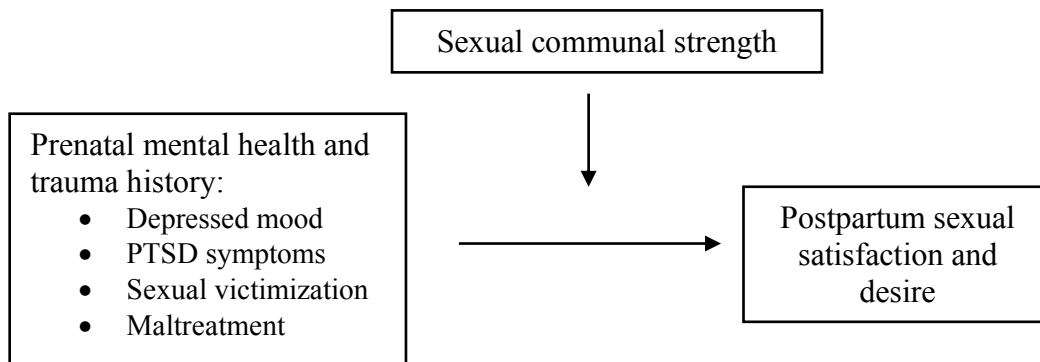 Sexual communal strength
Prenatal mental health and
trauma history:
• Depressed mood
• PTSD symptoms
• Sexual victimization
• Maltreatment
Postpartum sexual
satisfaction and
desire